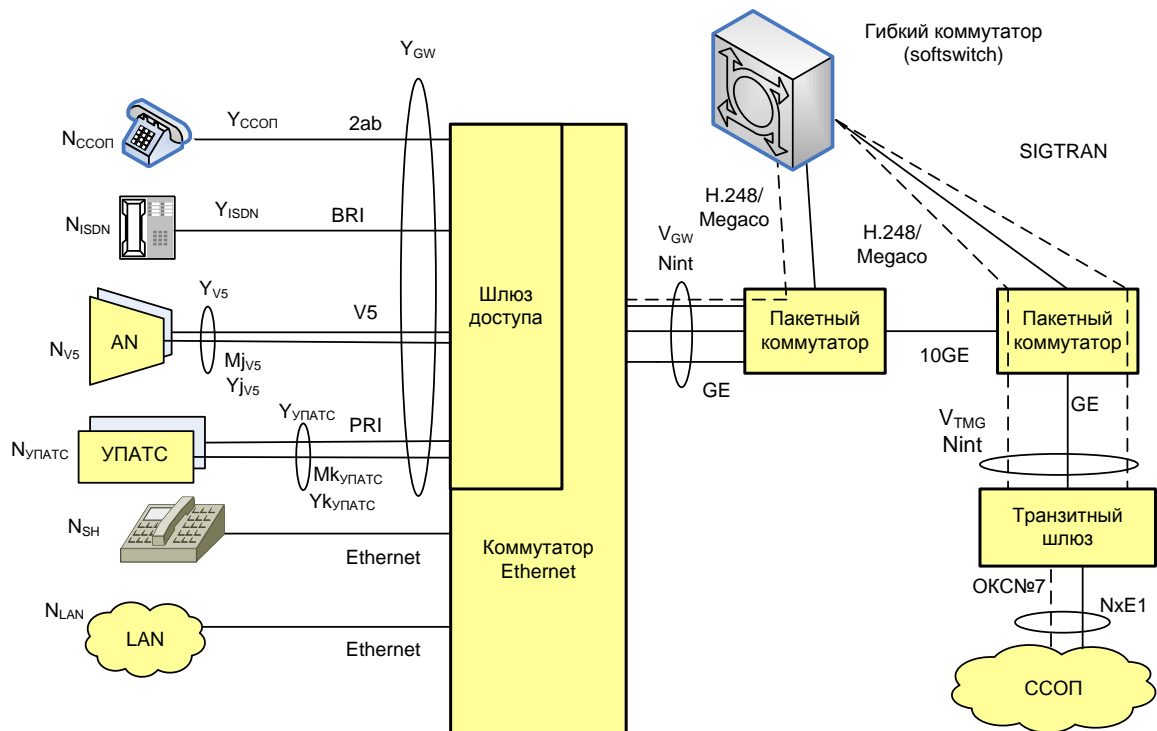 Y_GW
Гибкий коммутатор
(softswitch)
N_ССОП
Y_ССОП
2ab
SIGTRAN
N_ISDN
Y_ISDN
BRI
H.248/
Megaco
H.248/
Megaco
V_GW
Nint
Y_V5
V5
Шлюз
доступа
N_V5
AN
Mj_V5
Yj_V5
Пакетный
коммутатор
10GE
Пакетный
коммутатор
GE
GE
Y_УПАТС
PRI
N_УПАТС
УПАТС
Mk_УПАТС
Yk_УПАТС
V_TMG
Nint
N_SH
Ethernet
Коммутатор
Ethernet
Транзитный
шлюз
ОКС№7
NxE1
N_LAN
LAN
Ethernet
ССОП